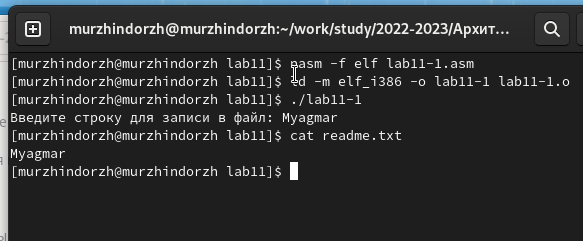 murzhindorzh@murzhindorzh:~/work/study/2022-2023/Архит...
[murzhindorzh@murzhindorzh lab11]$ nasm -f elf lab11-1.asm
[murzhindorzh@murzhindorzh lab11]$ ld -m elf_i386 -o lab11-1 lab11-1.o
[murzhindorzh@murzhindorzh lab11]$ ./lab11-1
Введите строку для записи в файл: Myagmar
[murzhindorzh@murzhindorzh lab11]$ cat readme.txt
Myagmar
[murzhindorzh@murzhindorzh lab11]$